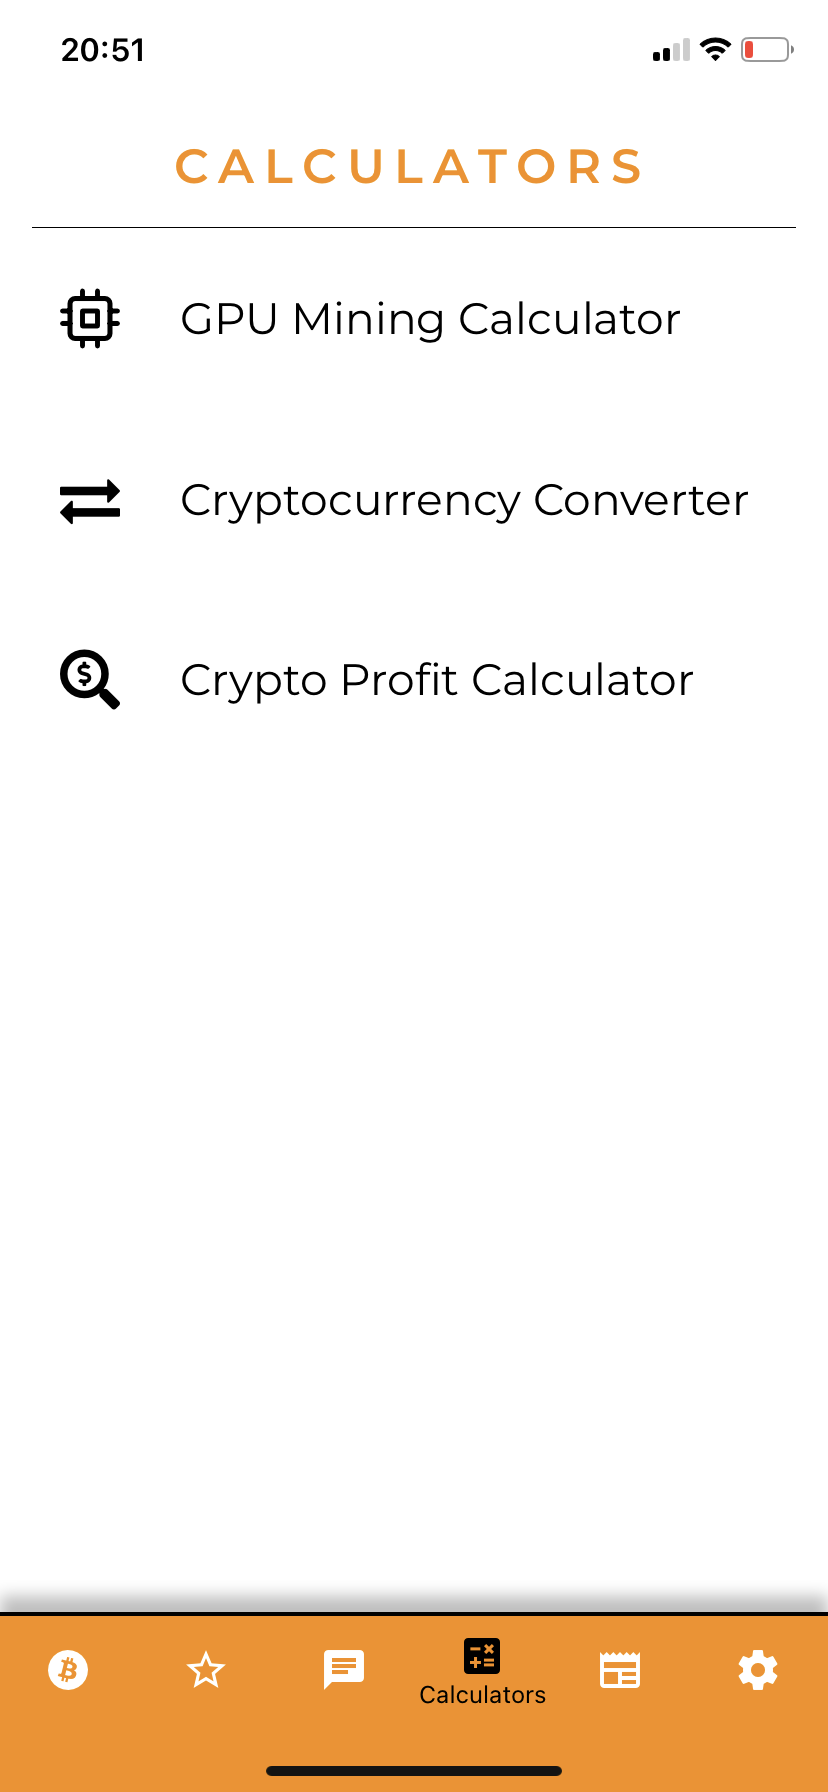 20:51
CALCULATORS
GPU Mining Calculator
Cryptocurrency Converter
Crypto Profit Calculator
Calculators